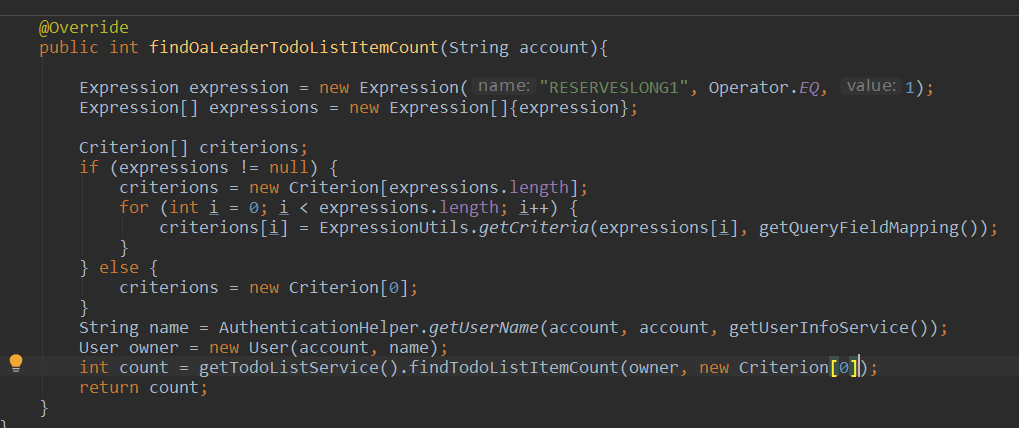 @Override
public int findOaLeaderTodoListItemCount(String account){
Expression expression = new Expression( name: "RESERVESLONG1", Operator.EQ, value: 1);
Expression[] expressions = new Expression[]{expression};
Criterion[] criterions;
if (expressions != null) {
criterions = new Criterion[expressions.length];
for (int i = 0; i < expressions.length; i++) {
criterions[i] = ExpressionUtils.getCriteria(expressions[i], getQueryFieldMapping());
}
} else {
criterions = new Criterion[0];
}
String name = AuthenticationHelper.getUserName(account, account, getUserInfoService());
User owner = new User(account, name);
int count = getTodoListService().findTodoListItemCount(owner, new Criterion[0]);
return count;
}
}